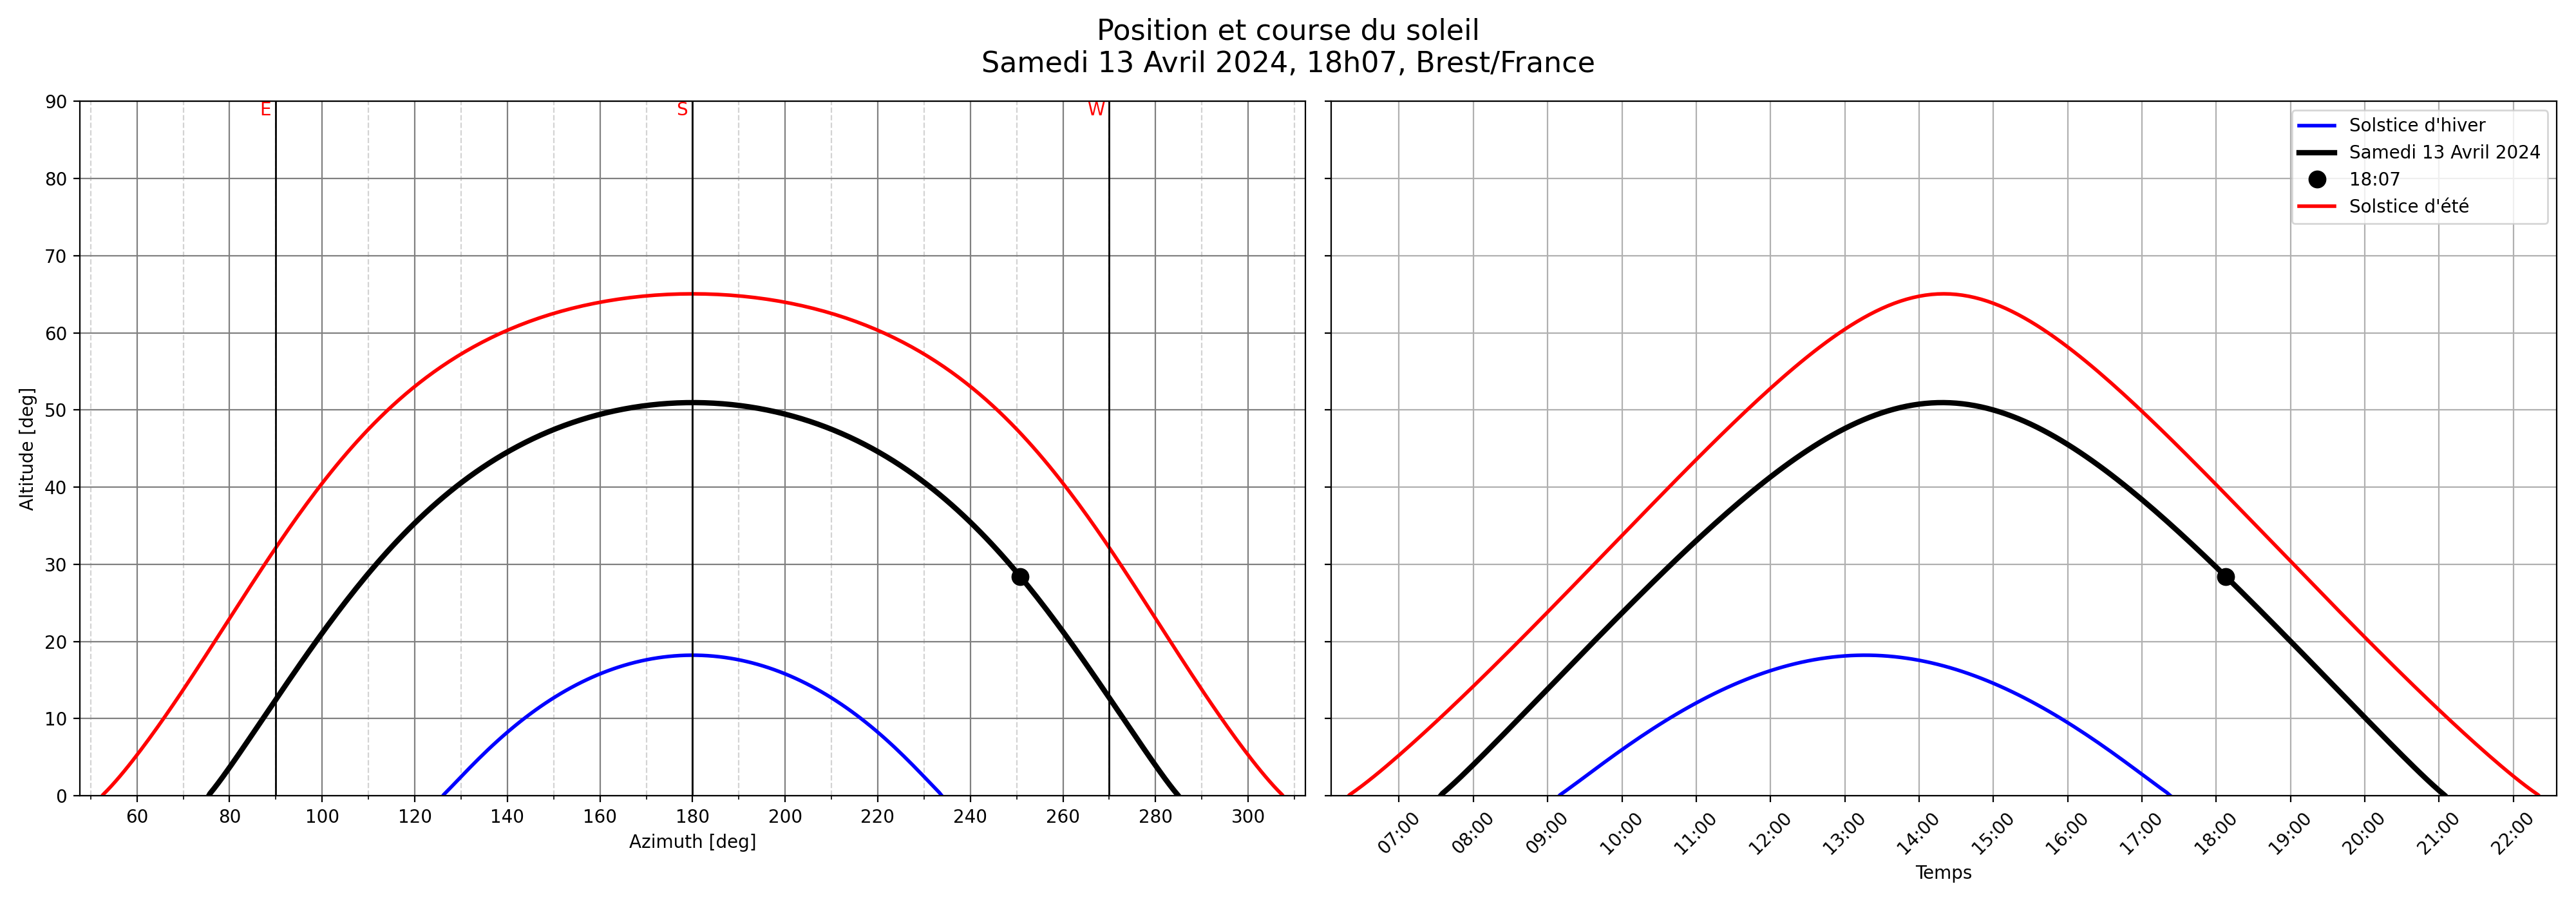 Position et course du soleil
Samedi 13 Avril 2024, 18h07, Brest/France
E S W
90
80
70
60
50
40
30
20
10
0
Altitude [deg]
60 80 100 120 140 160 180 200 220 240 260 280 300
Azimuth [deg]
Solstice d'hiver
Samedi 13 Avril 2024
18:07
Solstice d'été
07:00 08:00 09:00 10:00 11:00 12:00 13:00 14:00 15:00 16:00 17:00 18:00 19:00 20:00 21:00 22:00
Temps